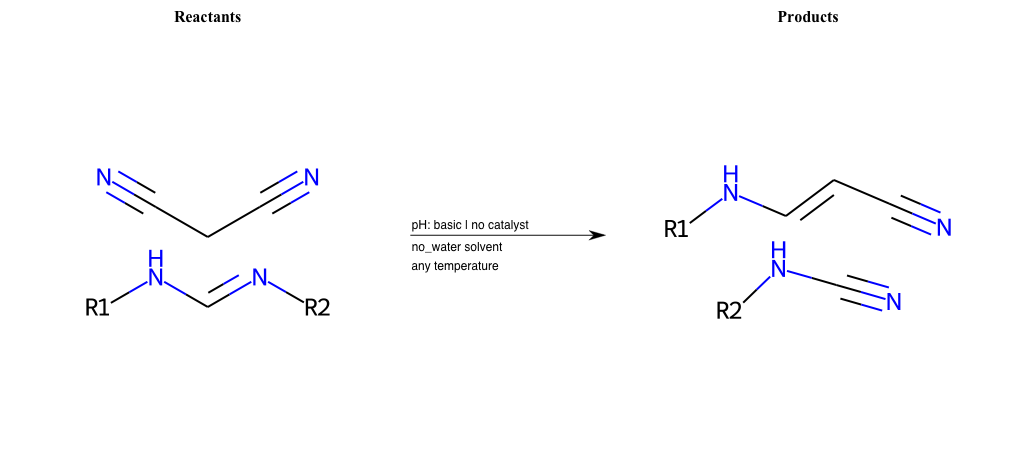 Reactants
Products
N
N
H
N
N
R1
R2
pH: basic | no catalyst
no_water solvent
any temperature
H
N
R1
N
H
N
R2
N